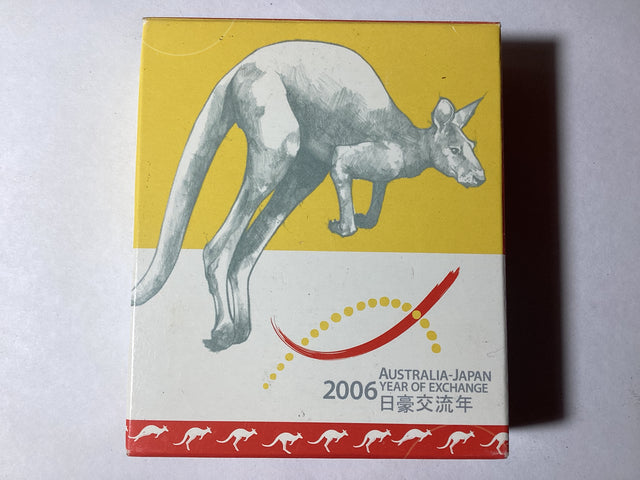 AUSTRALIA-JAPAN
2006 YEAR OF EXCHANGE
日豪交流年